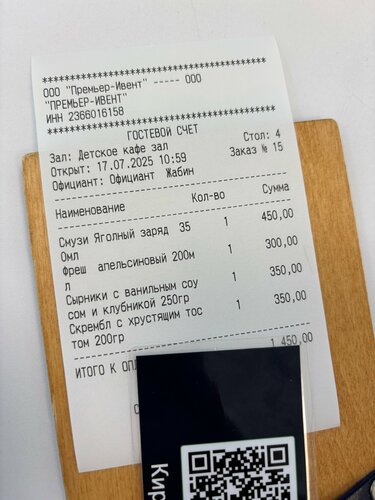 ****************************************
ООО "Премьер-Ивент" ----- ООО
"ПРЕМЬЕР-ИВЕНТ"
ИНН 2366016158
****************************************
ГОСТЕВОЙ СЧЕТ
Зал: Детское кафе зал Стол: 4
Открыт: 17.07.2025 10:59 Заказ № 15
Официант: Официант Жабин
Наименование Кол-во Сумма
Смузи Яголный заряд 35 1 450,00
0мл
Фреш апельсиновый 200м 1 300,00
л
Сырники с ванильным соу 1 350,00
сом и клубникой 250гр
Скрембл с хрустящим тос 1 350,00
том 200гр
ИТОГО К 1 450,00
Кир